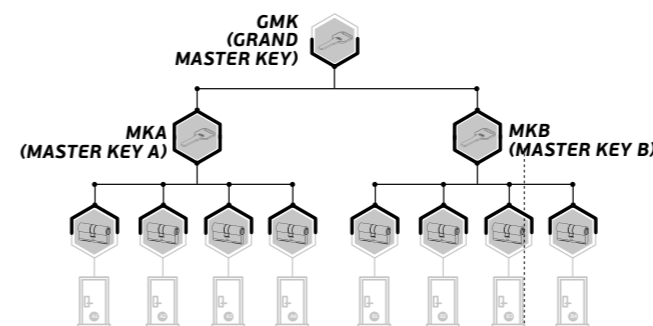 GMK
(GRAND
MASTER KEY)
MKA
(MASTER KEY A)
MKB
(MASTER KEY B)